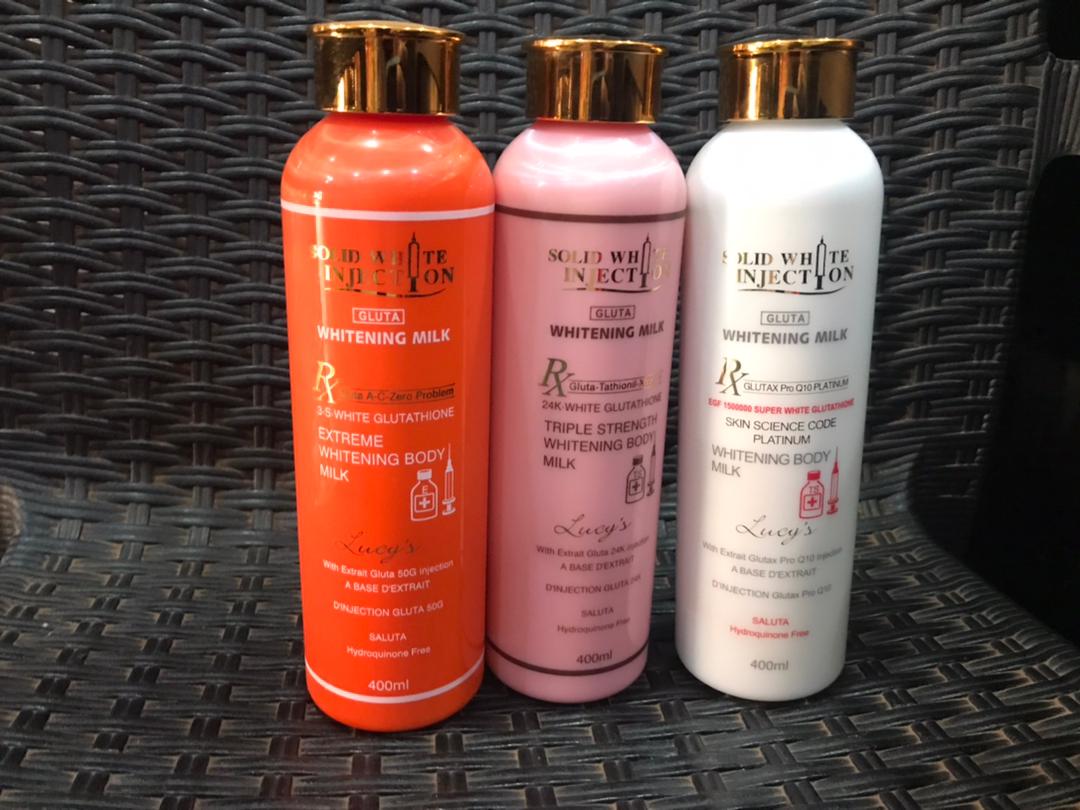 SOLID WHITE
INJECTION
GLUTA
WHITENING MILK
Rx
A-C-Zero Problem
3-S-WHITE GLUTATHIONE
EXTREME
WHITENING BODY
MILK
E
Lucy's
With Extrait Gluta 50G injection
A BASE D'EXTRAIT
D'INJECTION GLUTA 50G
SALUTA
Hydroquinone Free
400ml
SOLID WHITE
INJECTION
GLUTA
WHITENING MILK
Rx
24K-WHITE GLUTATHIONE
TRIPLE STRENGTH
WHITENING BODY
MILK
TS
Lucy's
With Extrait Gluta 24K injection
A BASE D'EXTRAIT
D'INJECTION GLUTA 24K
SALUTA
Hydroquinone Free
400ml
SOLID WHITE
INJECTION
GLUTA
WHITENING MILK
Rx GLUTAX Pro Q10 PLATINUM
EGF 1500000 SUPER WHITE GLUTATHIONE
SKIN SCIENCE CODE
PLATINUM
WHITENING BODY
MILK
TS
Lucy's
With Extrait Glutax Pro Q10 injection
A BASE D'EXTRAIT
D'INJECTION Glutax Pro Q10
SALUTA
Hydroquinone Free
400ml